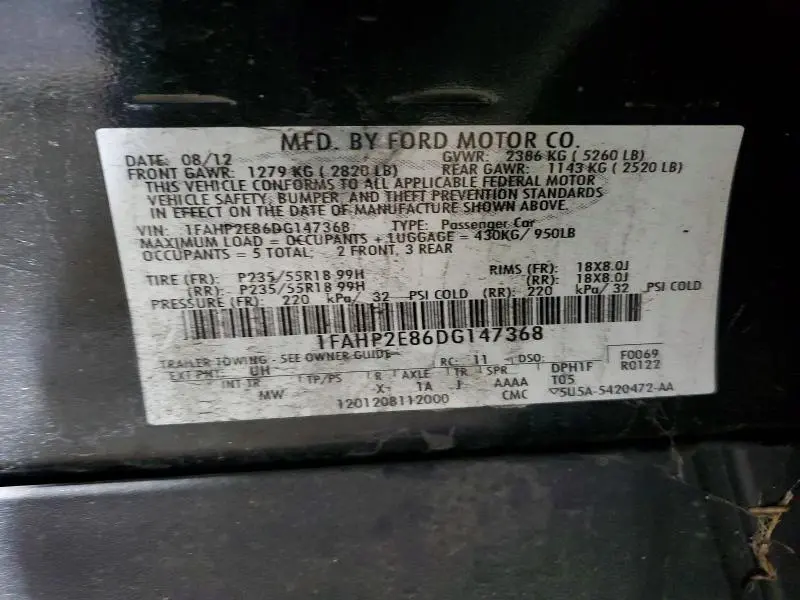 MFD. BY FORD MOTOR CO.
DATE: 08/12 GVWR: 2386 KG ( 5260 LB)
FRONT GAWR: 1279 KG ( 2820 LB) REAR GAWR: 1143 KG ( 2520 LB)
THIS VEHICLE CONFORMS TO ALL APPLICABLE FEDERAL MOTOR
VEHICLE SAFETY, BUMPER, AND THEFT PREVENTION STANDARDS
IN EFFECT ON THE DATE OF MANUFACTURE SHOWN ABOVE.
VIN: 1FAHP2E86DG147368 TYPE: Passenger Car
MAXIMUM LOAD = OCCUPANTS + LUGGAGE = 430KG/ 950LB
OCCUPANTS = 5 TOTAL; 2 FRONT, 3 REAR
TIRE (FR): P235/55R18 99H RIMS (FR): 18X8.0J
(RR): P235/55R18 99H (RR): 18X8.0J
PRESSURE (FR): 220 kPa/ 32 PSI COLD (RR): 220 kPa/ 32 PSI COLD
1FAHP2E86DG147368
TRAILER TOWING - SEE OWNER GUIDE RC: 11 DSO: F0069
EXT PNT: UH R AXLE TR SPR DPH1F R0122
INT TR TP/PS X 1A J AAAA T05
MW 1201208112000 CMC 5U5A-5420472-AA